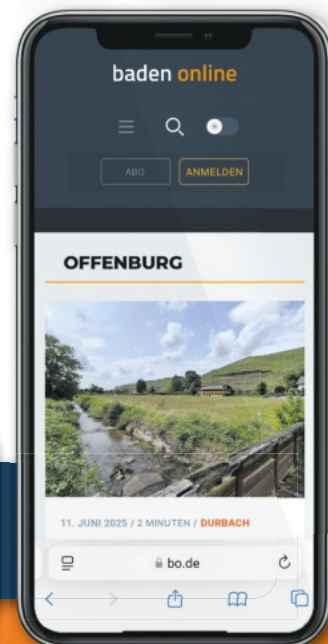 baden online
ABO
ANMELDEN
OFFENBURG
11. JUNI 2025 / 2 MINUTEN / DURBACH
bo.de